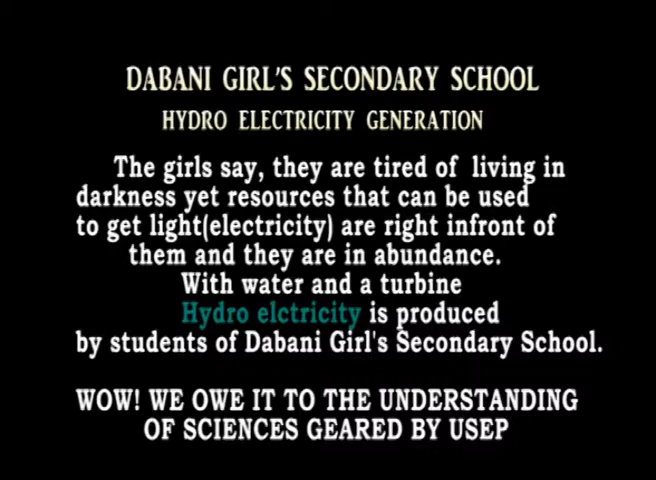 DABANI GIRL'S SECONDARY SCHOOL
HYDRO ELECTRICITY GENERATION
The girls say, they are tired of living in
darkness yet resources that can be used
to get light(electricity) are right infront of
them and they are in abundance.
With water and a turbine
Hydro elctricity is produced
by students of Dabani Girl's Secondary School.
WOW! WE OWE IT TO THE UNDERSTANDING
OF SCIENCES GEARED BY USEP